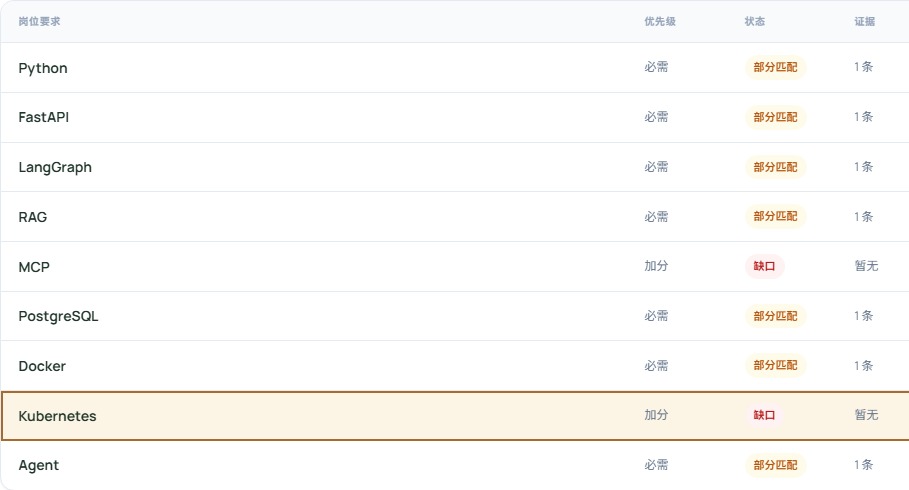 岗位要求 优先级 状态 证据
Python 必需 部分匹配 1 条
FastAPI 必需 部分匹配 1 条
LangGraph 必需 部分匹配 1 条
RAG 必需 部分匹配 1 条
MCP 加分 缺口 暂无
PostgreSQL 必需 部分匹配 1 条
Docker 必需 部分匹配 1 条
Kubernetes 加分 缺口 暂无
Agent 必需 部分匹配 1 条